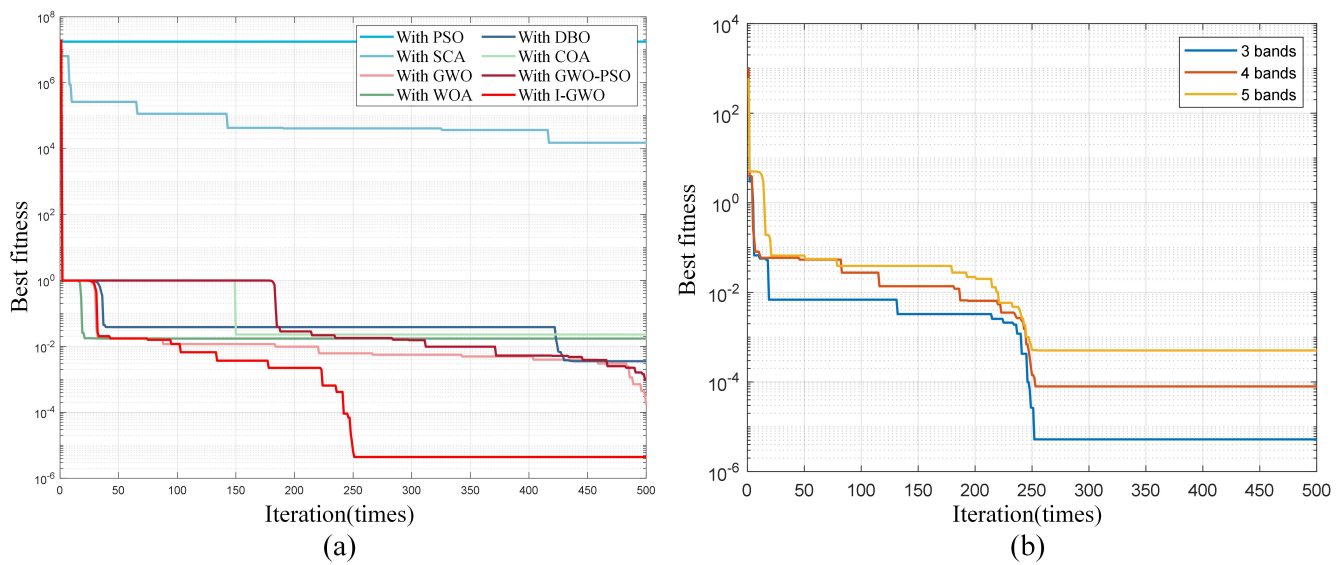 10^8
10^6
10^4
10^2
10^0
10^-2
10^-4
10^-6
Best fitness
With PSO
With SCA
With GWO
With WOA
With DBO
With COA
With GWO-PSO
With I-GWO
0 50 100 150 200 250 300 350 400 450 500
Iteration(times)
(a)
10^4
10^2
10^0
10^-2
10^-4
10^-6
Best fitness
3 bands
4 bands
5 bands
0 50 100 150 200 250 300 350 400 450 500
Iteration(times)
(b)